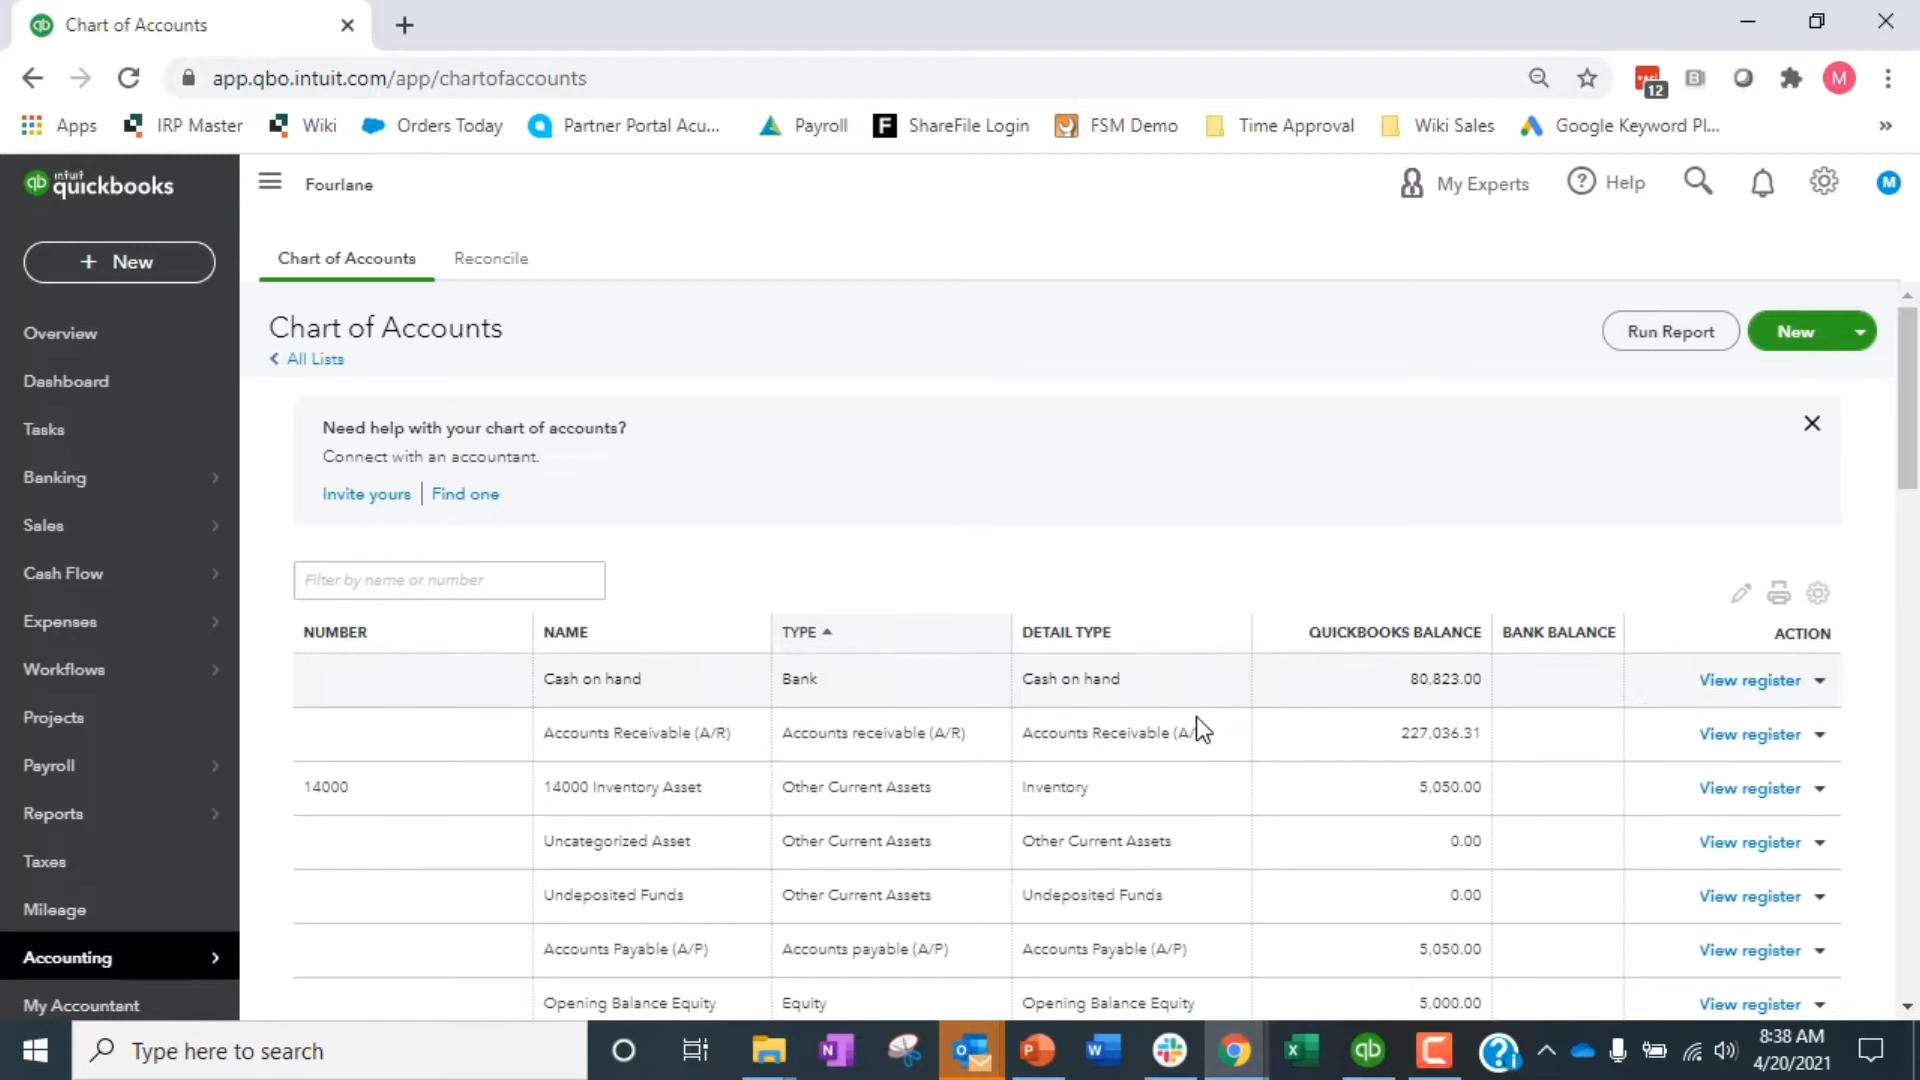 Chart of Accounts
app.qbo.intuit.com/app/chartofaccounts
12
M
Apps
IRP Master
Wiki
Orders Today
Partner Portal Acu...
Payroll
ShareFile Login
FSM Demo
Time Approval
Wiki Sales
Google Keyword Pl...
»
qb intuit quickbooks
Fourlane
My Experts
Help
M
+ New
Overview
Dashboard
Tasks
Banking
Sales
Cash Flow
Expenses
Workflows
Projects
Payroll
Reports
Taxes
Mileage
Accounting
My Accountant
Chart of Accounts
Reconcile
Chart of Accounts
All Lists
Run Report
New
Need help with your chart of accounts?
Connect with an accountant.
Invite yours | Find one
Filter by name or number
NUMBER NAME TYPE DETAIL TYPE QUICKBOOKS BALANCE BANK BALANCE ACTION
Cash on hand Bank Cash on hand 80,823.00 View register
Accounts Receivable (A/R) Accounts receivable (A/R) Accounts Receivable (A/ 227,036.31 View register
14000 14000 Inventory Asset Other Current Assets Inventory 5,050.00 View register
Uncategorized Asset Other Current Assets Other Current Assets 0.00 View register
Undeposited Funds Other Current Assets Undeposited Funds 0.00 View register
Accounts Payable (A/P) Accounts payable (A/P) Accounts Payable (A/P) 5,050.00 View register
Opening Balance Equity Equity Opening Balance Equity 5,000.00 View register
Type here to search
8:38 AM
4/20/2021